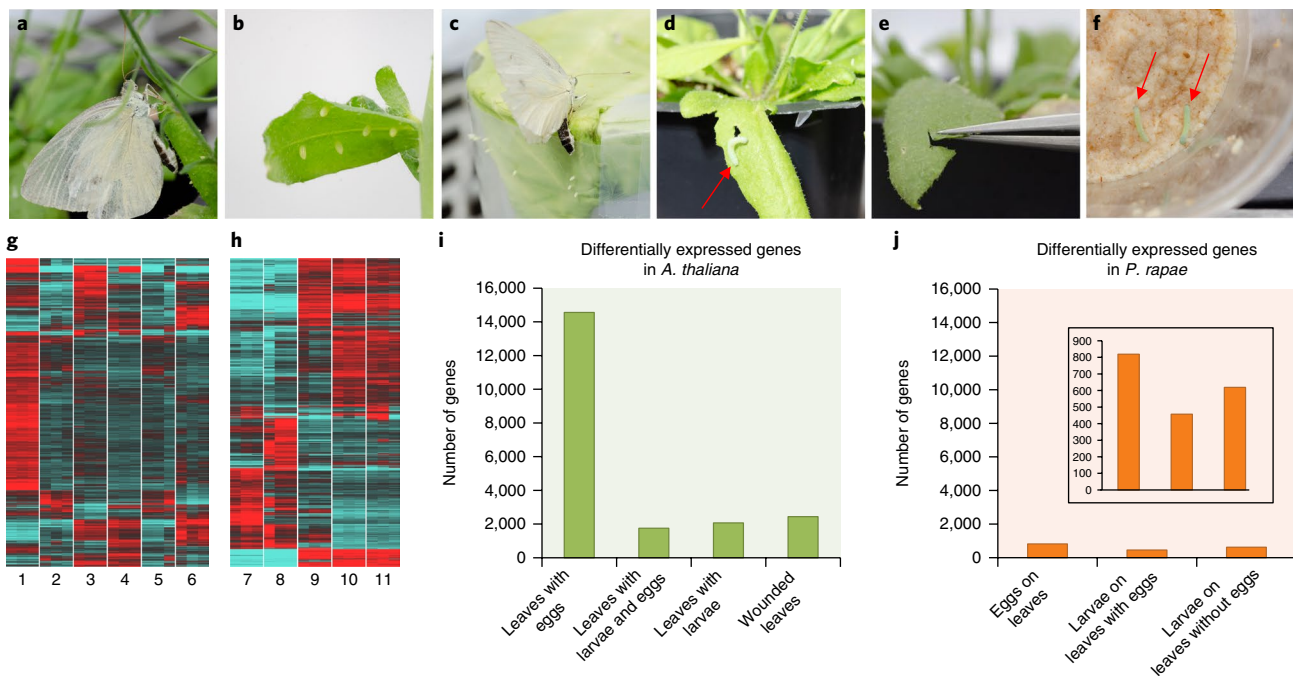 a
b
c
d
e
f
g
h
i
j
1 2 3 4 5 6
7 8 9 10 11
Differentially expressed genes
in A. thaliana
Number of genes
16,000
14,000
12,000
10,000
8,000
6,000
4,000
2,000
0
Leaves with
eggs
Leaves with
larvae and eggs
Leaves with
larvae
Wounded
leaves
Differentially expressed genes
in P. rapae
Number of genes
16,000
14,000
12,000
10,000
8,000
6,000
4,000
2,000
0
900
800
700
600
500
400
300
200
100
0
Eggs on
leaves
Larvae on
leaves with eggs
Larvae on
leaves without eggs